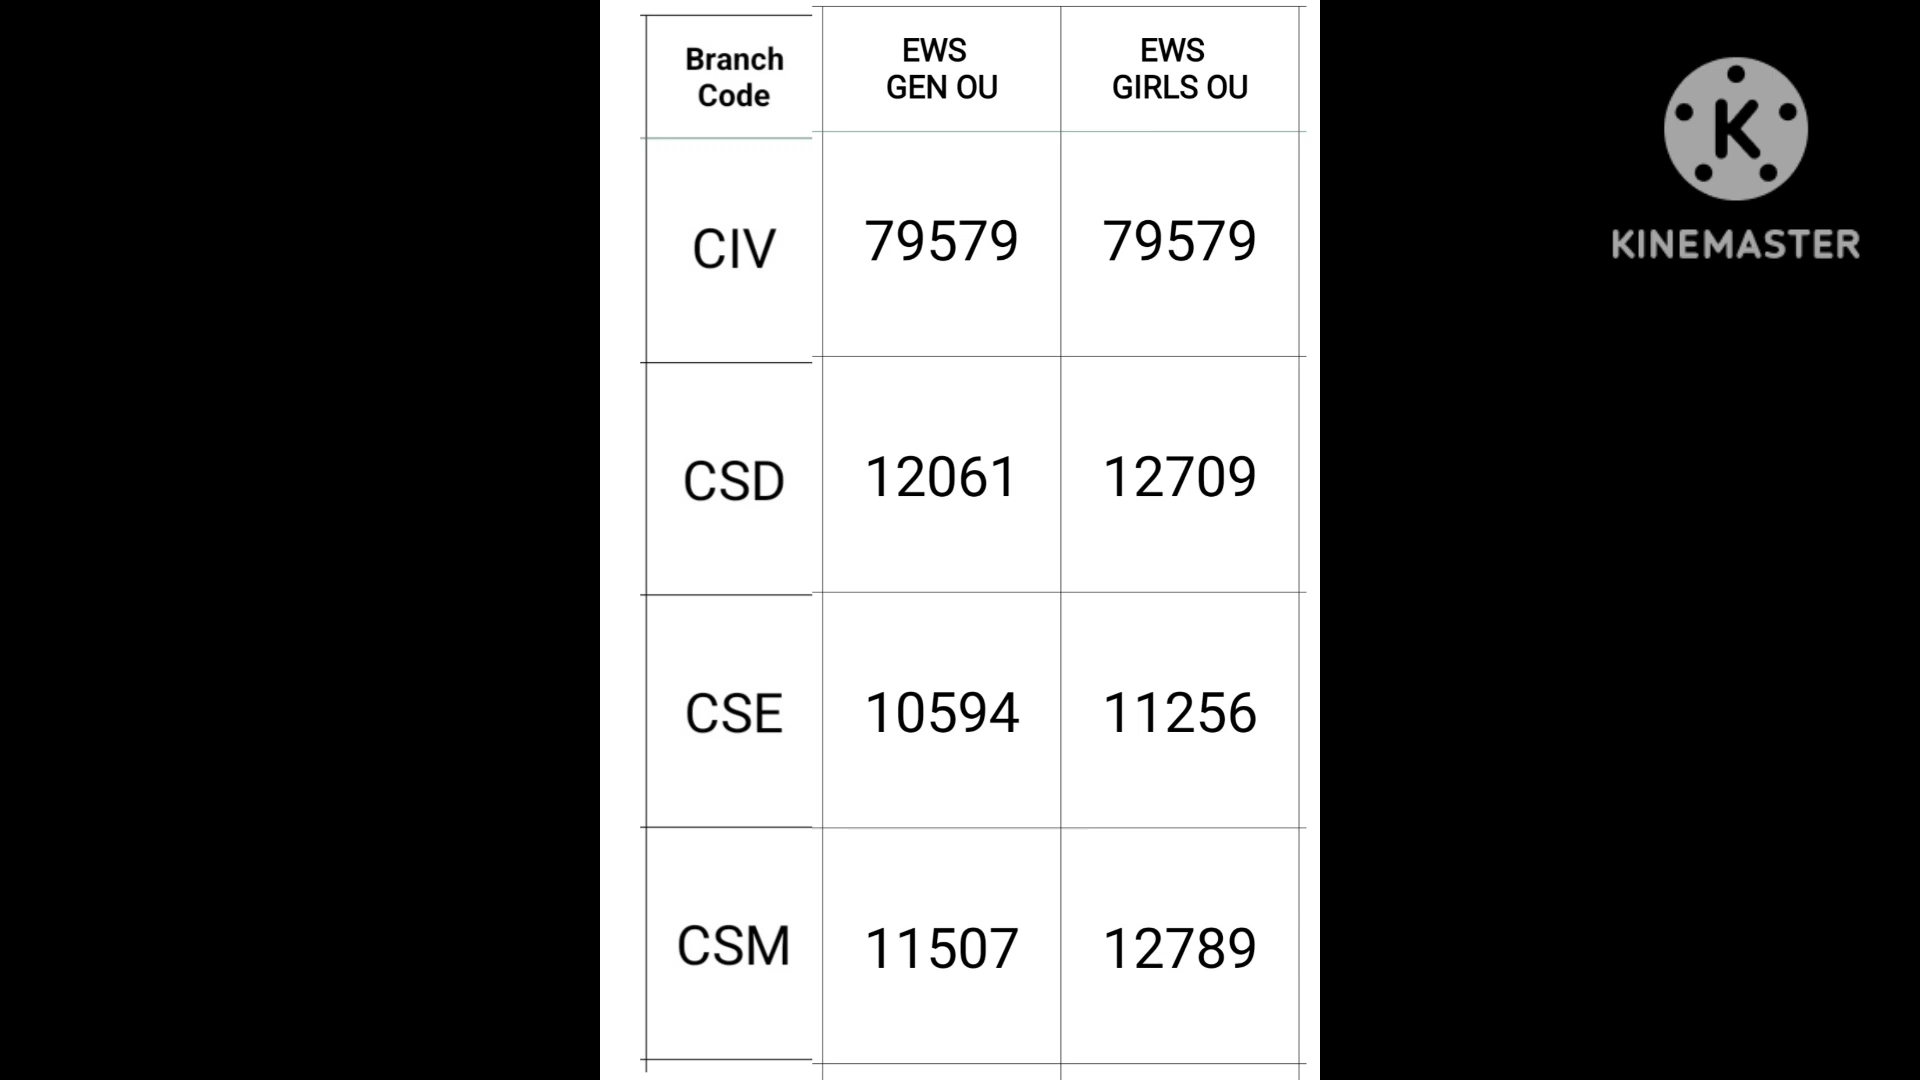 Branch Code EWS GEN OU EWS GIRLS OU
CIV 79579 79579
CSD 12061 12709
CSE 10594 11256
CSM 11507 12789
K
KINEMASTER